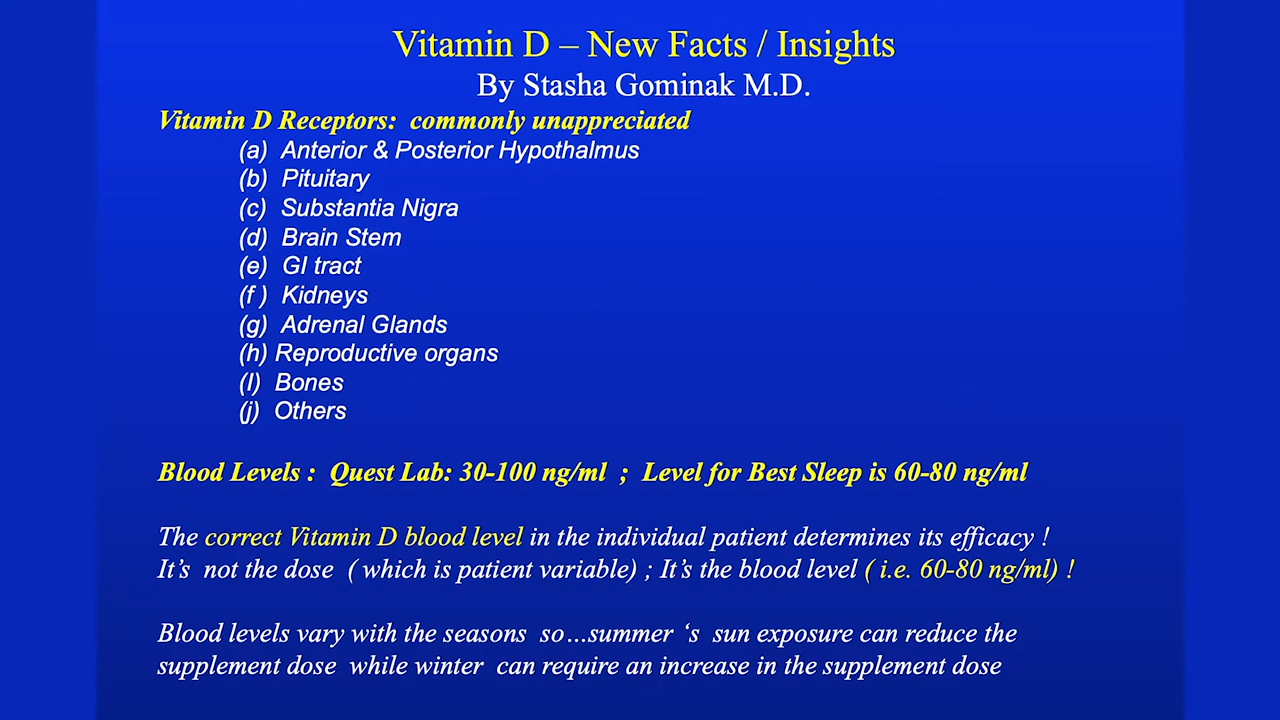 Vitamin D – New Facts / Insights
By Stasha Gominak M.D.
Vitamin D Receptors: commonly unappreciated
(a) Anterior & Posterior Hypothalmus
(b) Pituitary
(c) Substantia Nigra
(d) Brain Stem
(e) GI tract
(f ) Kidneys
(g) Adrenal Glands
(h) Reproductive organs
(I) Bones
(j) Others
Blood Levels : Quest Lab: 30-100 ng/ml ; Level for Best Sleep is 60-80 ng/ml
The correct Vitamin D blood level in the individual patient determines its efficacy !
It’s not the dose ( which is patient variable) ; It’s the blood level ( i.e. 60-80 ng/ml) !
Blood levels vary with the seasons so…summer ‘s sun exposure can reduce the
supplement dose while winter can require an increase in the supplement dose